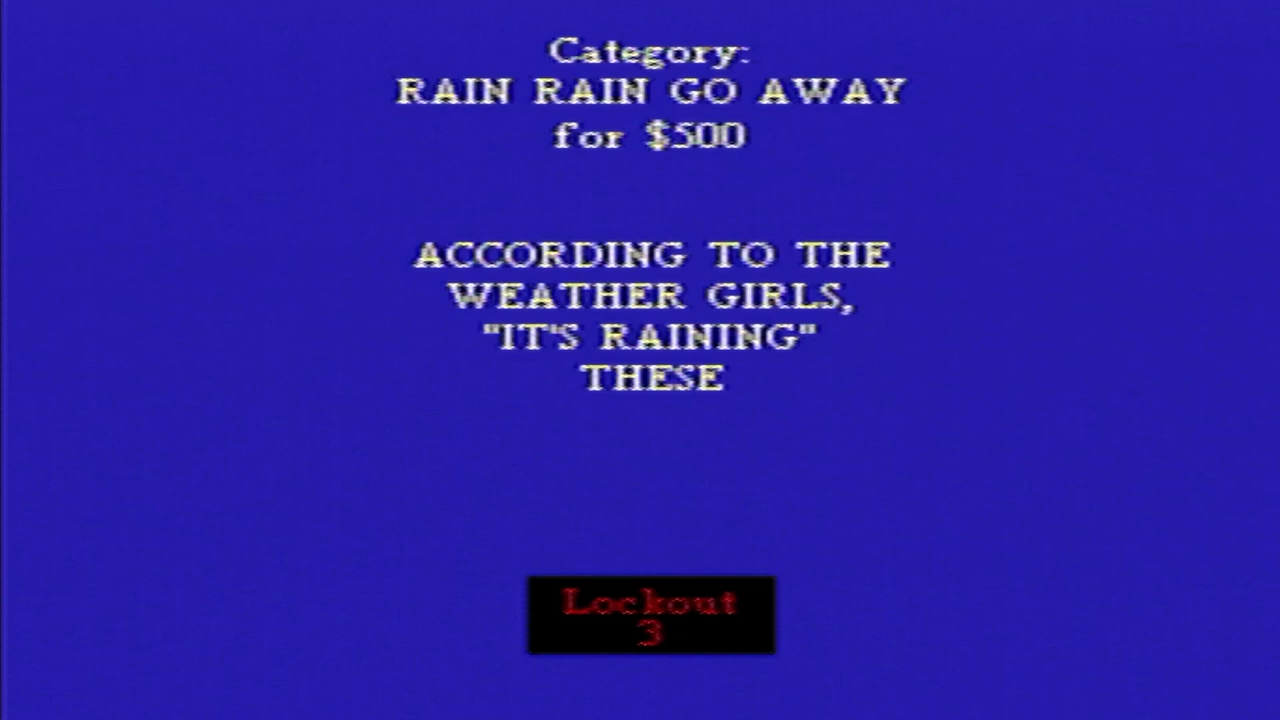 Category:
RAIN RAIN GO AWAY
for $500
ACCORDING TO THE
WEATHER GIRLS,
"IT'S RAINING"
THESE
Lockout
3